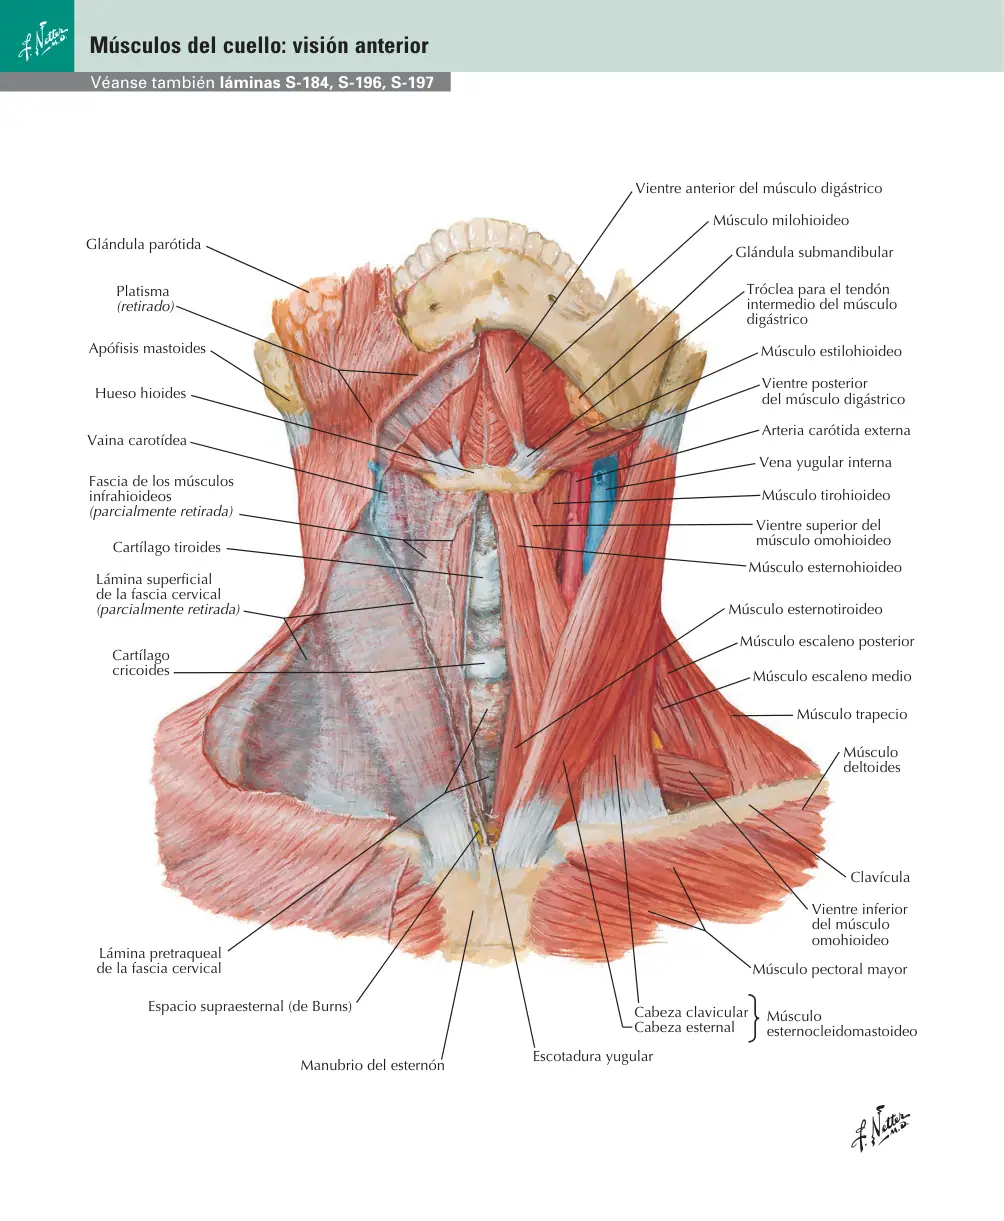 F. Netter M.D.
Músculos del cuello: visión anterior
Véanse también láminas S-184, S-196, S-197
Glándula parótida
Platisma
(retirado)
Apófisis mastoides
Hueso hioides
Vaina carotídea
Fascia de los músculos
infrahioideos
(parcialmente retirada)
Cartílago tiroides
Lámina superficial
de la fascia cervical
(parcialmente retirada)
Cartílago
cricoides
Lámina pretraqueal
de la fascia cervical
Espacio supraesternal (de Burns)
Manubrio del esternón
Vientre anterior del músculo digástrico
Músculo milohioideo
Glándula submandibular
Tróclea para el tendón
intermedio del músculo
digástrico
Músculo estilohioideo
Vientre posterior
del músculo digástrico
Arteria carótida externa
Vena yugular interna
Músculo tirohioideo
Vientre superior del
músculo omohioideo
Músculo esternohioideo
Músculo esternotiroideo
Músculo escaleno posterior
Músculo escaleno medio
Músculo trapecio
Músculo
deltoides
Clavícula
Vientre inferior
del músculo
omohioideo
Músculo pectoral mayor
Cabeza clavicular
Cabeza esternal
Músculo
esternocleidomastoideo
Escotadura yugular
F. Netter M.D.